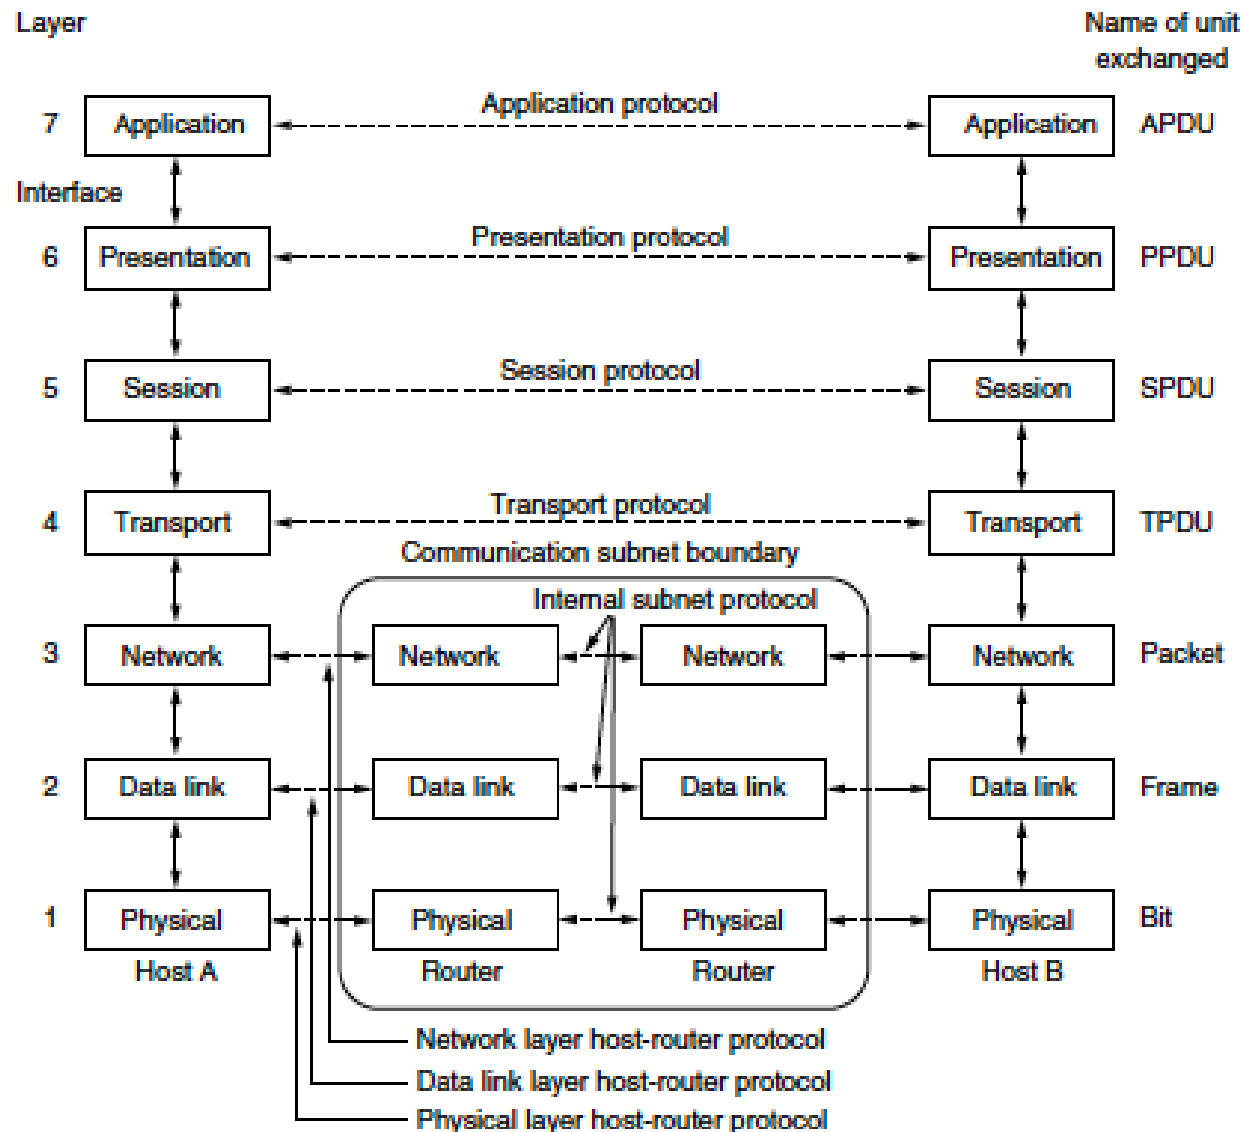 Layer
Name of unit
exchanged
Application protocol
7
Application
Application
APDU
Interface
Presentation protocol
6
Presentation
Presentation
PPDU
Session protocol
5
Session
Session
SPDU
Transport protocol
4
Transport
Transport
TPDU
Communication subnet boundary
Internal subnet protocol
3
Network
Network
Network
Network
Packet
2
Data link
Data link
Data link
Data link
Frame
1
Physical
Physical
Physical
Physical
Bit
Host A
Router
Router
Host B
Network layer host-router protocol
Data link layer host-router protocol
Physical layer host-router protocol